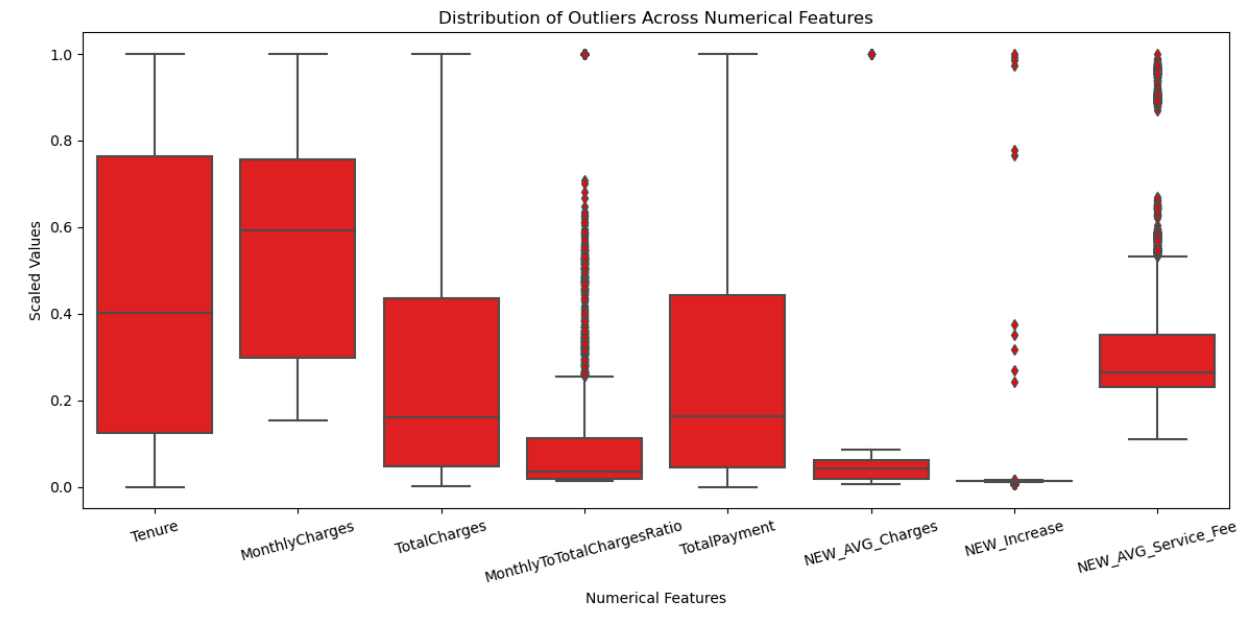 Distribution of Outliers Across Numerical Features
1.0
0.8
0.6
0.4
0.2
0.0
Scaled Values
Tenure
MonthlyCharges
TotalCharges
MonthlyToTotalChargesRatio
TotalPayment
NEW_AVG_Charges
NEW_Increase
NEW_AVG_Service_Fee
Numerical Features